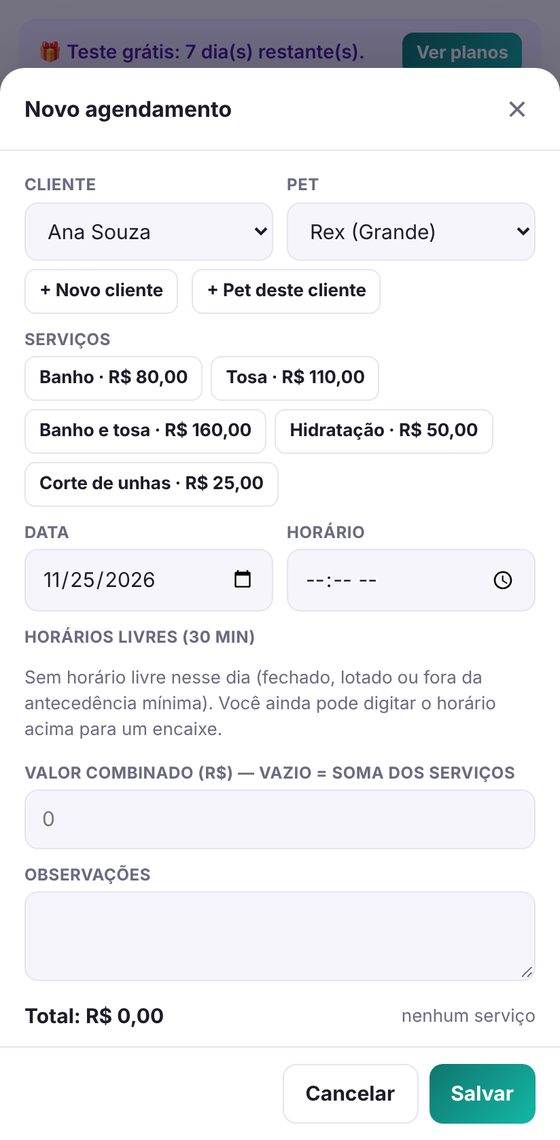 🎁 Teste grátis: 7 dia(s) restante(s).
Ver planos
Novo agendamento
×
CLIENTE
PET
Ana Souza
Rex (Grande)
+ Novo cliente
+ Pet deste cliente
SERVIÇOS
Banho · R$ 80,00
Tosa · R$ 110,00
Banho e tosa · R$ 160,00
Hidratação · R$ 50,00
Corte de unhas · R$ 25,00
DATA
HORÁRIO
11/25/2026
--:-- --
HORÁRIOS LIVRES (30 MIN)
Sem horário livre nesse dia (fechado, lotado ou fora da
antecedência mínima). Você ainda pode digitar o horário
acima para um encaixe.
VALOR COMBINADO (R$) — VAZIO = SOMA DOS SERVIÇOS
0
OBSERVAÇÕES
Total: R$ 0,00
nenhum serviço
Cancelar
Salvar